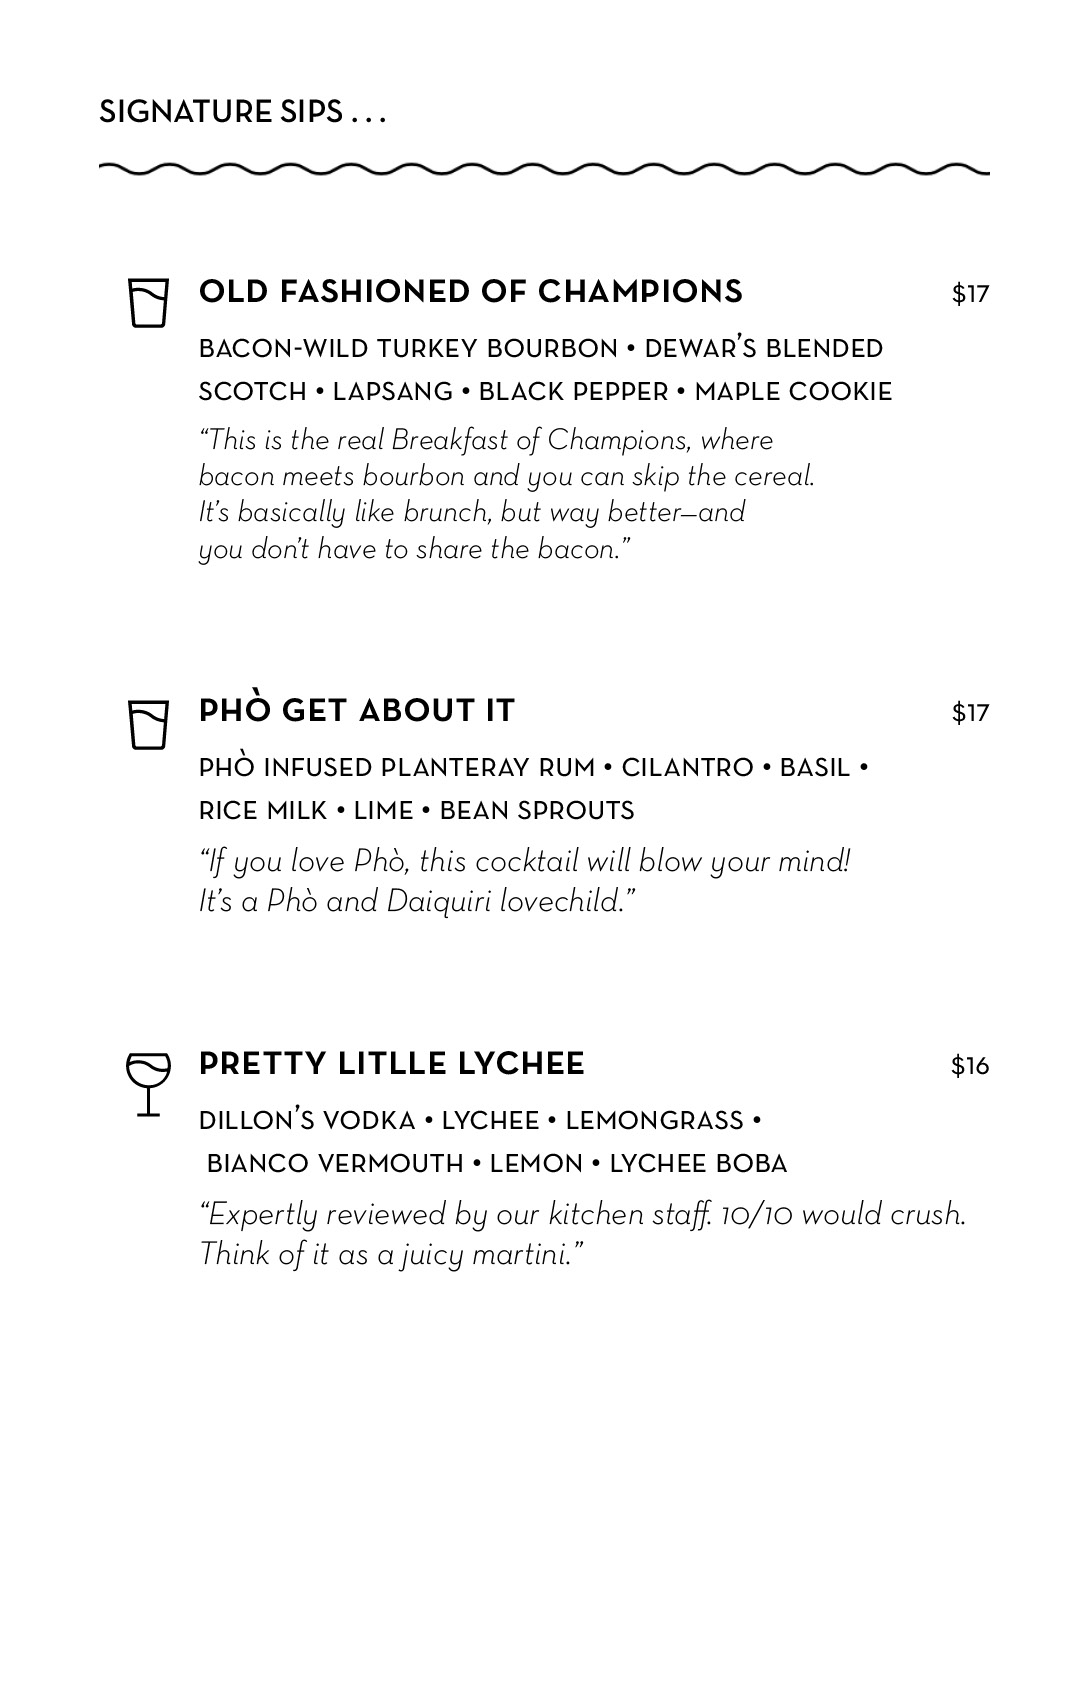 SIGNATURE SIPS . . .
OLD FASHIONED OF CHAMPIONS $17
BACON-WILD TURKEY BOURBON • DEWAR’S BLENDED
SCOTCH • LAPSANG • BLACK PEPPER • MAPLE COOKIE
“This is the real Breakfast of Champions, where
bacon meets bourbon and you can skip the cereal.
It’s basically like brunch, but way better—and
you don’t have to share the bacon.”
PHÒ GET ABOUT IT $17
PHÒ INFUSED PLANTERAY RUM • CILANTRO • BASIL •
RICE MILK • LIME • BEAN SPROUTS
“If you love Phò, this cocktail will blow your mind!
It’s a Phò and Daiquiri lovechild.”
PRETTY LITLLE LYCHEE $16
DILLON’S VODKA • LYCHEE • LEMONGRASS •
BIANCO VERMOUTH • LEMON • LYCHEE BOBA
“Expertly reviewed by our kitchen staff. 10/10 would crush.
Think of it as a juicy martini.”